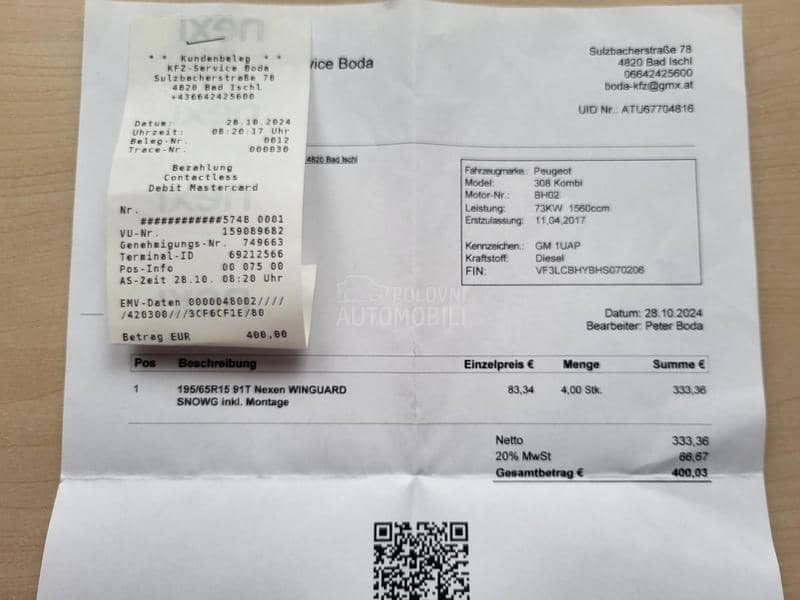 nexi
* * Kundenbeleg * *
KFZ-Service Boda
Sulzbacherstraße 78
4820 Bad Ischl
+436642425600
Datum: 28.10.2024
Uhrzeit: 08:20:17 Uhr
Beleg-Nr. 0012
Trace-Nr. 000030
Bezahlung
Contactless
Debit Mastercard
Nr.
############5748 0001
VU-Nr. 159089682
Genehmigungs-Nr. 749663
Terminal-ID 69212566
Pos-Info 00 075 00
AS-Zeit 28.10. 08:20 Uhr
EMV-Daten 0000048002////
/420300///3CF6CF1E/80
Betrag EUR 400,00
vice Boda
Sulzbacherstraße 78
4820 Bad Ischl
06642425600
boda-kfz@gmx.at
UID Nr.: ATU67704816
4820 Bad Ischl
Fahrzeugmarke.: Peugeot
Model: 308 Kombi
Motor-Nr.: BH02
Leistung: 73KW 1560ccm
Erstzulassung: 11.04.2017
Kennzeichen.: GM 1UAP
Kraftstoff: Diesel
FIN: VF3LCBHYBHS070206
POLOVNI
AUTOMOBILI
Datum: 28.10.2024
Bearbeiter: Peter Boda
Pos Beschreibung Einzelpreis € Menge Summe €
1 195/65R15 91T Nexen WINGUARD 83,34 4,00 Stk. 333,36
SNOWG inkl. Montage
Netto 333,36
20% MwSt 66,67
Gesamtbetrag € 400,03